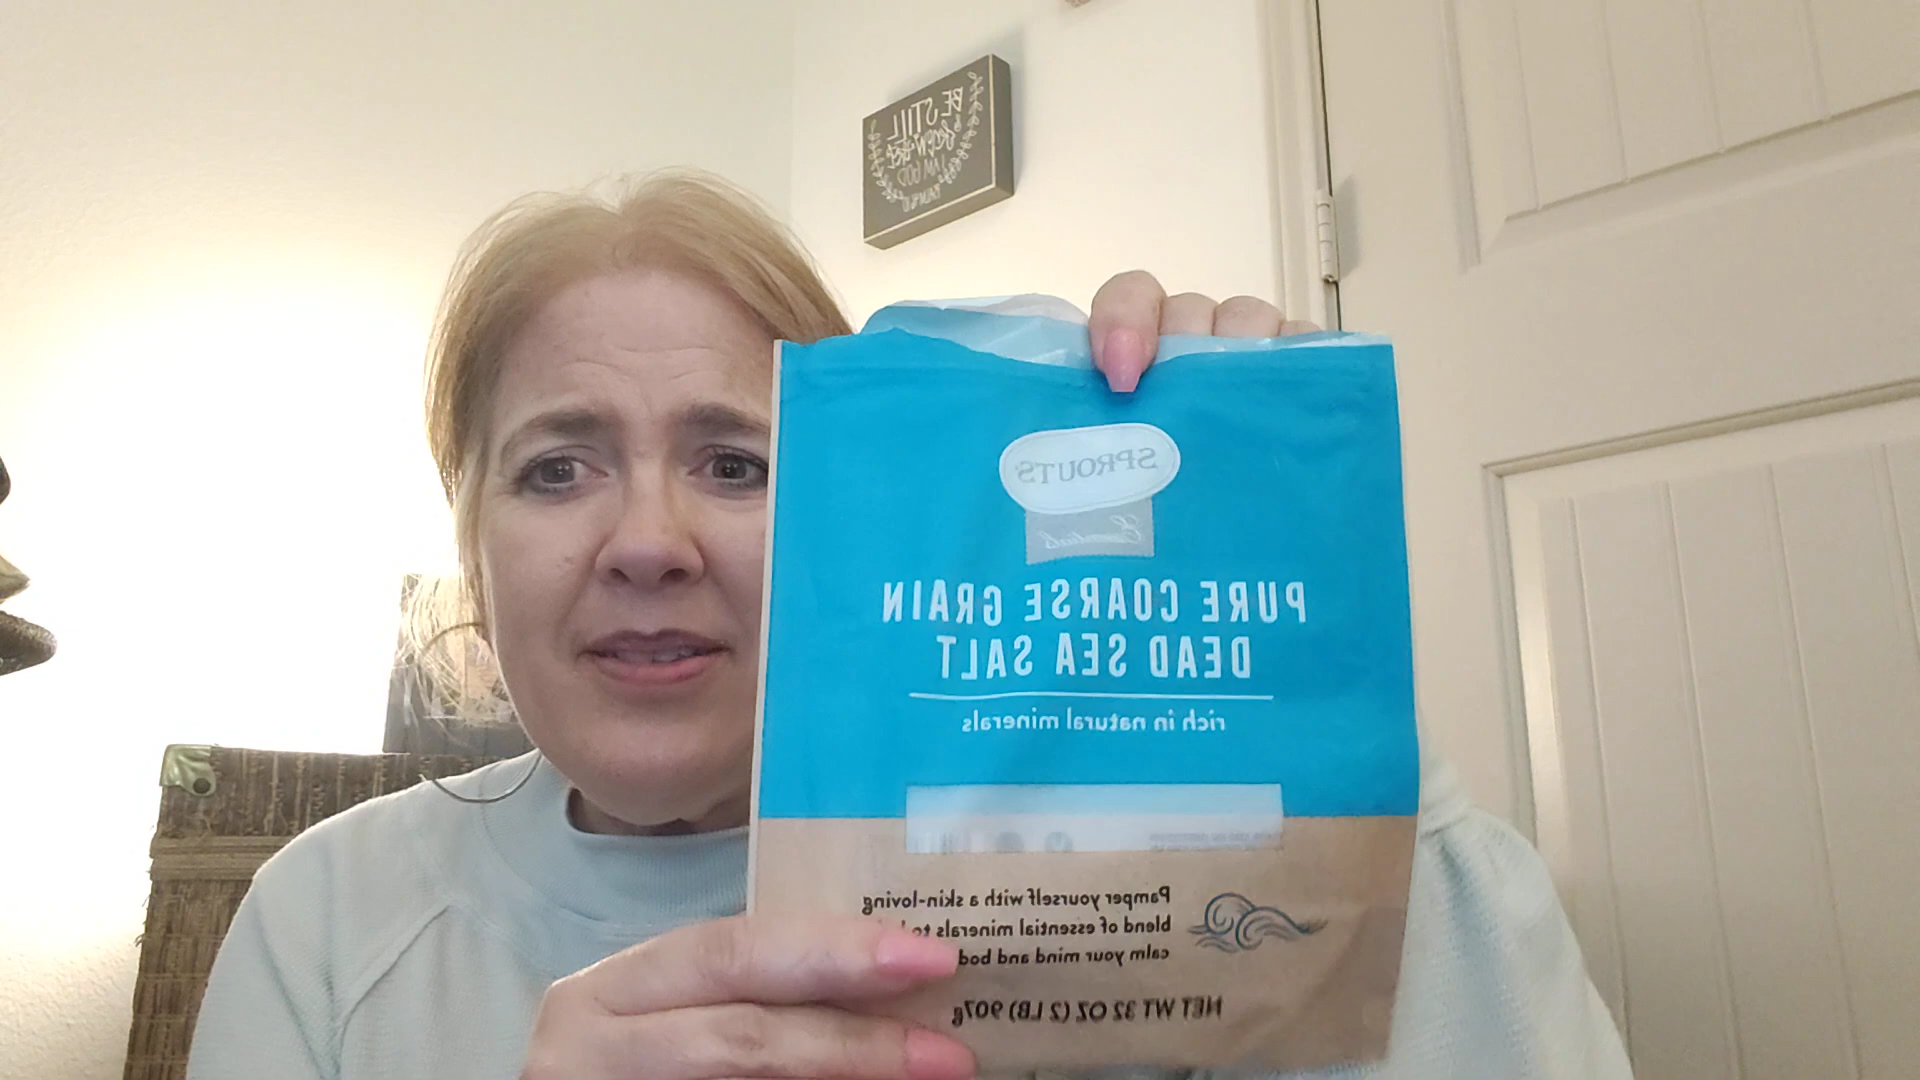 BE STILL
I AM GOD
SPROUTS
Essentials
PURE COARSE GRAIN
DEAD SEA SALT
rich in natural minerals
Pamper yourself with a skin-loving
blend of essential minerals to
calm your mind and bod
NET WT 32 OZ (2 LB) 907g